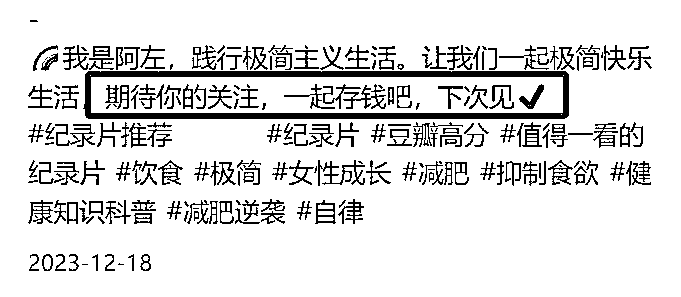 -
🌈我是阿左，践行极简主义生活。让我们一起极简快乐
生活，期待你的关注，一起存钱吧，下次见✔
#纪录片推荐 #纪录片 #豆瓣高分 #值得一看的
纪录片 #饮食 #极简 #女性成长 #减肥 #抑制食欲 #健
康知识科普 #减肥逆袭 #自律
2023-12-18